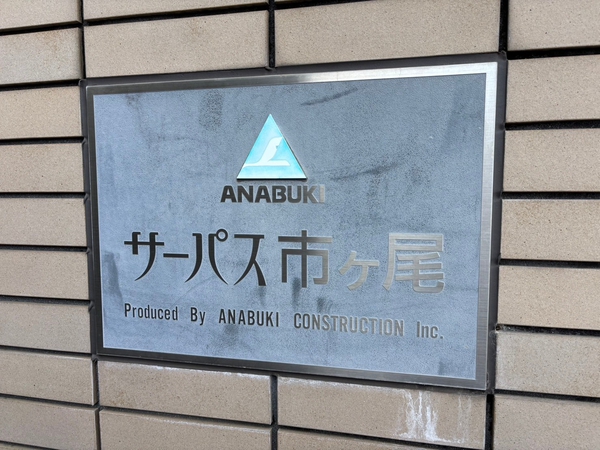 ANABUKI
サーパス市ヶ尾
Produced By ANABUKI CONSTRUCTION Inc.